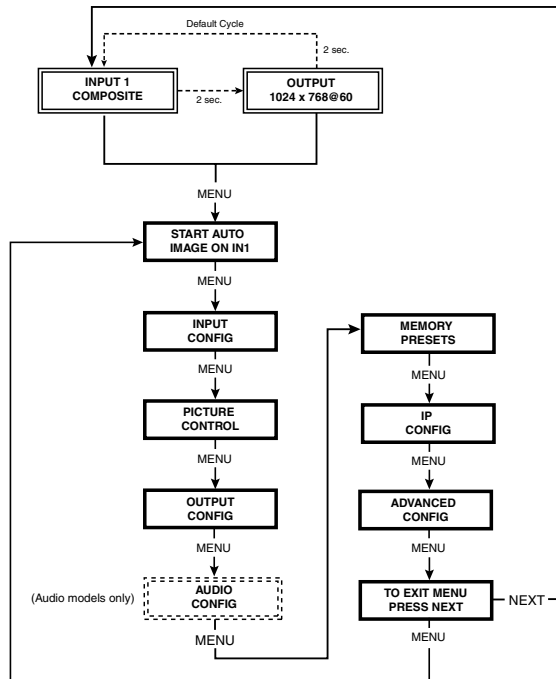 Default Cycle
2 sec.
INPUT 1
COMPOSITE
2 sec.
OUTPUT
1024 x 768@60
MENU
START AUTO
IMAGE ON IN1
MENU
INPUT
CONFIG
MENU
PICTURE
CONTROL
MENU
OUTPUT
CONFIG
MENU
(Audio models only)
AUDIO
CONFIG
MENU
MEMORY
PRESETS
MENU
IP
CONFIG
MENU
ADVANCED
CONFIG
MENU
TO EXIT MENU
PRESS NEXT
NEXT
MENU